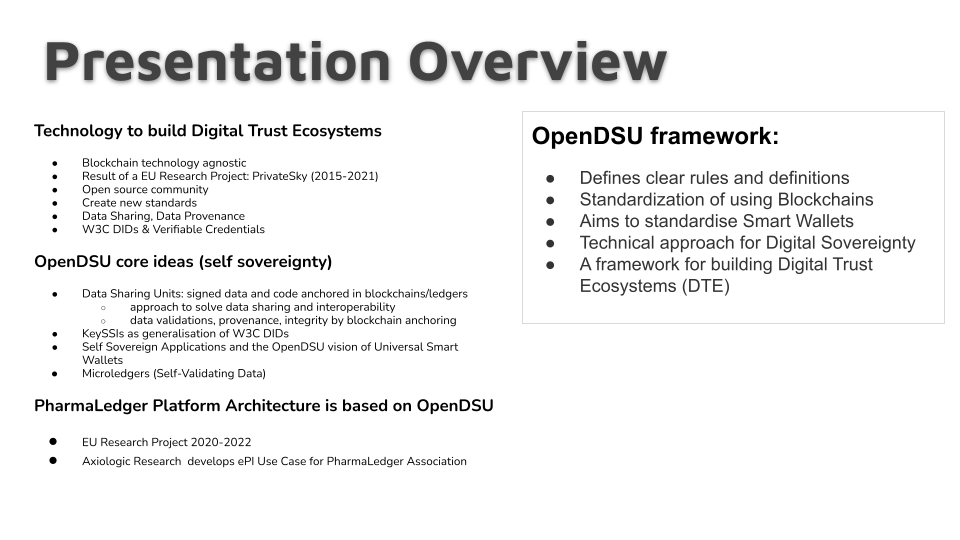 Presentation Overview
Technology to build Digital Trust Ecosystems
● Blockchain technology agnostic
● Result of a EU Research Project: PrivateSky (2015-2021)
● Open source community
● Create new standards
● Data Sharing, Data Provenance
● W3C DIDs & Verifiable Credentials
OpenDSU core ideas (self sovereignty)
● Data Sharing Units: signed data and code anchored in blockchains/ledgers
○ approach to solve data sharing and interoperability
○ data validations, provenance, integrity by blockchain anchoring
● KeySSIs as generalisation of W3C DIDs
● Self Sovereign Applications and the OpenDSU vision of Universal Smart
Wallets
● Microledgers (Self-Validating Data)
PharmaLedger Platform Architecture is based on OpenDSU
● EU Research Project 2020-2022
● Axiologic Research develops ePI Use Case for PharmaLedger Association
OpenDSU framework:
● Defines clear rules and definitions
● Standardization of using Blockchains
● Aims to standardise Smart Wallets
● Technical approach for Digital Sovereignty
● A framework for building Digital Trust
Ecosystems (DTE)